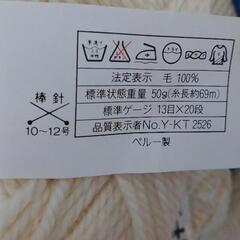 法定表示 毛 100%
標準状態重量 50g(糸長約69m)
標準ゲージ 13目×20段
品質表示者No.Y-KT 2526
ペルー製
棒針
10〜12号